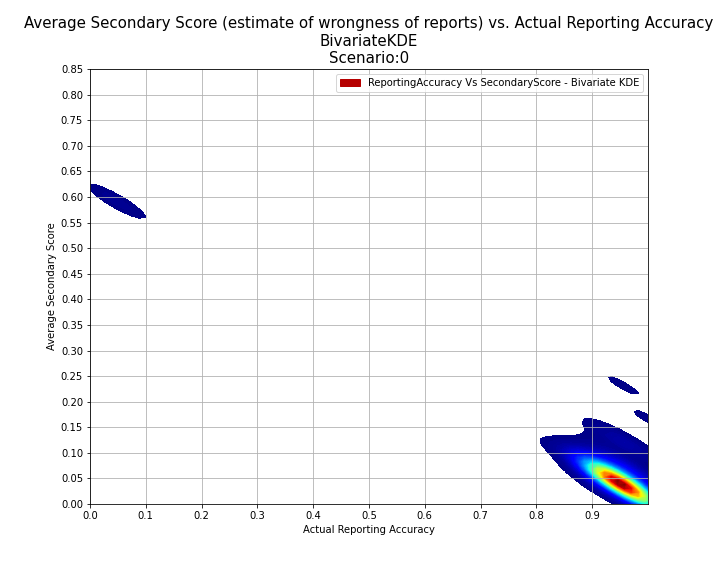 Average Secondary Score (estimate of wrongness of reports) vs. Actual Reporting Accuracy
BivariateKDE
Scenario:0
ReportingAccuracy Vs SecondaryScore - Bivariate KDE
0.85
0.80
0.75
0.70
0.65
0.60
0.55
0.50
0.45
0.40
0.35
0.30
0.25
0.20
0.15
0.10
0.05
0.00
Average Secondary Score
0.0 0.1 0.2 0.3 0.4 0.5 0.6 0.7 0.8 0.9
Actual Reporting Accuracy